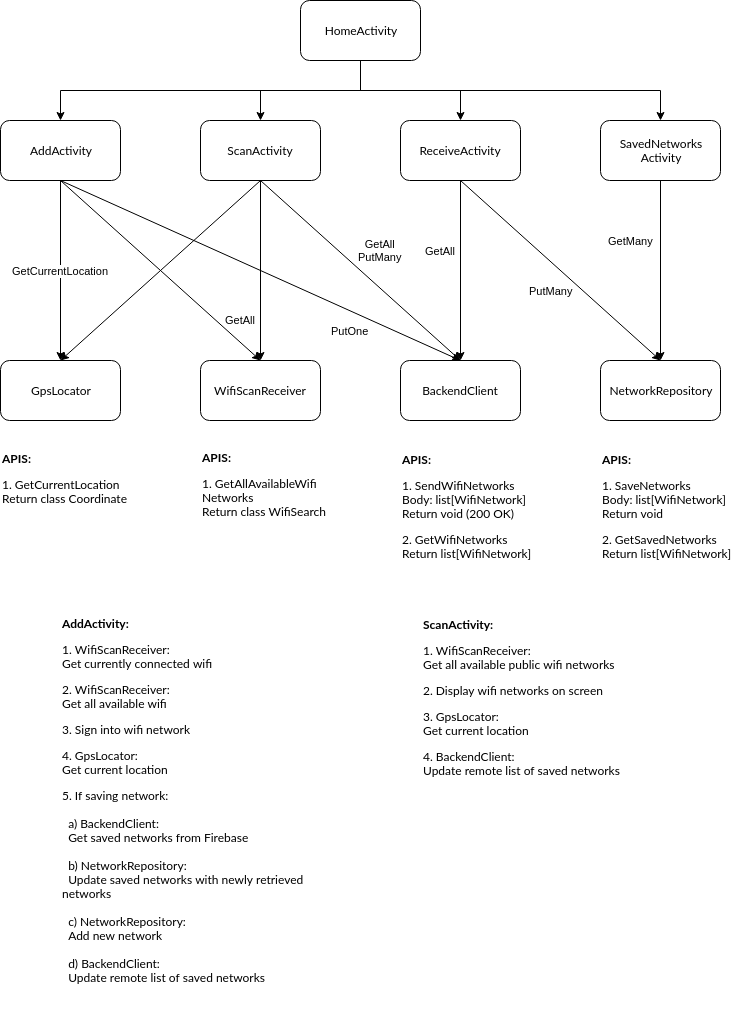 HomeActivity
AddActivity
ScanActivity
ReceiveActivity
SavedNetworks
Activity
GetCurrentLocation
GetAll
PutOne
GetAll
PutMany
GetAll
PutMany
GetMany
GpsLocator
WifiScanReceiver
BackendClient
NetworkRepository
APIS:
1. GetCurrentLocation
Return class Coordinate
APIS:
1. GetAllAvailableWifi
Networks
Return class WifiSearch
APIS:
1. SendWifiNetworks
Body: list[WifiNetwork]
Return void (200 OK)
2. GetWifiNetworks
Return list[WifiNetwork]
APIS:
1. SaveNetworks
Body: list[WifiNetwork]
Return void
2. GetSavedNetworks
Return list[WifiNetwork]
AddActivity:
1. WifiScanReceiver:
Get currently connected wifi
2. WifiScanReceiver:
Get all available wifi
3. Sign into wifi network
4. GpsLocator:
Get current location
5. If saving network:
a) BackendClient:
Get saved networks from Firebase
b) NetworkRepository:
Update saved networks with newly retrieved
networks
c) NetworkRepository:
Add new network
d) BackendClient:
Update remote list of saved networks
ScanActivity:
1. WifiScanReceiver:
Get all available public wifi networks
2. Display wifi networks on screen
3. GpsLocator:
Get current location
4. BackendClient:
Update remote list of saved networks